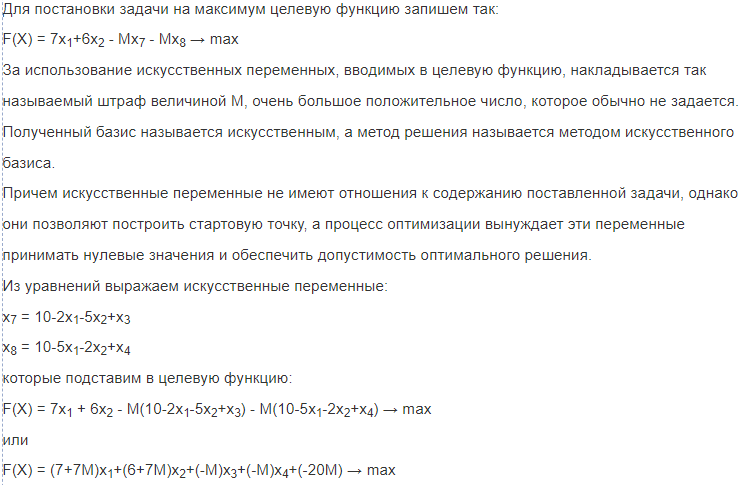 Для постановки задачи на максимум целевую функцию запишем так:
F(X) = 7x₁+6x₂ - Mx₇ - Mx₈ → max
За использование искусственных переменных, вводимых в целевую функцию, накладывается так
называемый штраф величиной М, очень большое положительное число, которое обычно не задается.
Полученный базис называется искусственным, а метод решения называется методом искусственного
базиса.
Причем искусственные переменные не имеют отношения к содержанию поставленной задачи, однако
они позволяют построить стартовую точку, а процесс оптимизации вынуждает эти переменные
принимать нулевые значения и обеспечить допустимость оптимального решения.
Из уравнений выражаем искусственные переменные:
x₇ = 10-2x₁-5x₂+x₃
x₈ = 10-5x₁-2x₂+x₄
которые подставим в целевую функцию:
F(X) = 7x₁ + 6x₂ - M(10-2x₁-5x₂+x₃) - M(10-5x₁-2x₂+x₄) → max
или
F(X) = (7+7M)x₁+(6+7M)x₂+(-M)x₃+(-M)x₄+(-20M) → max